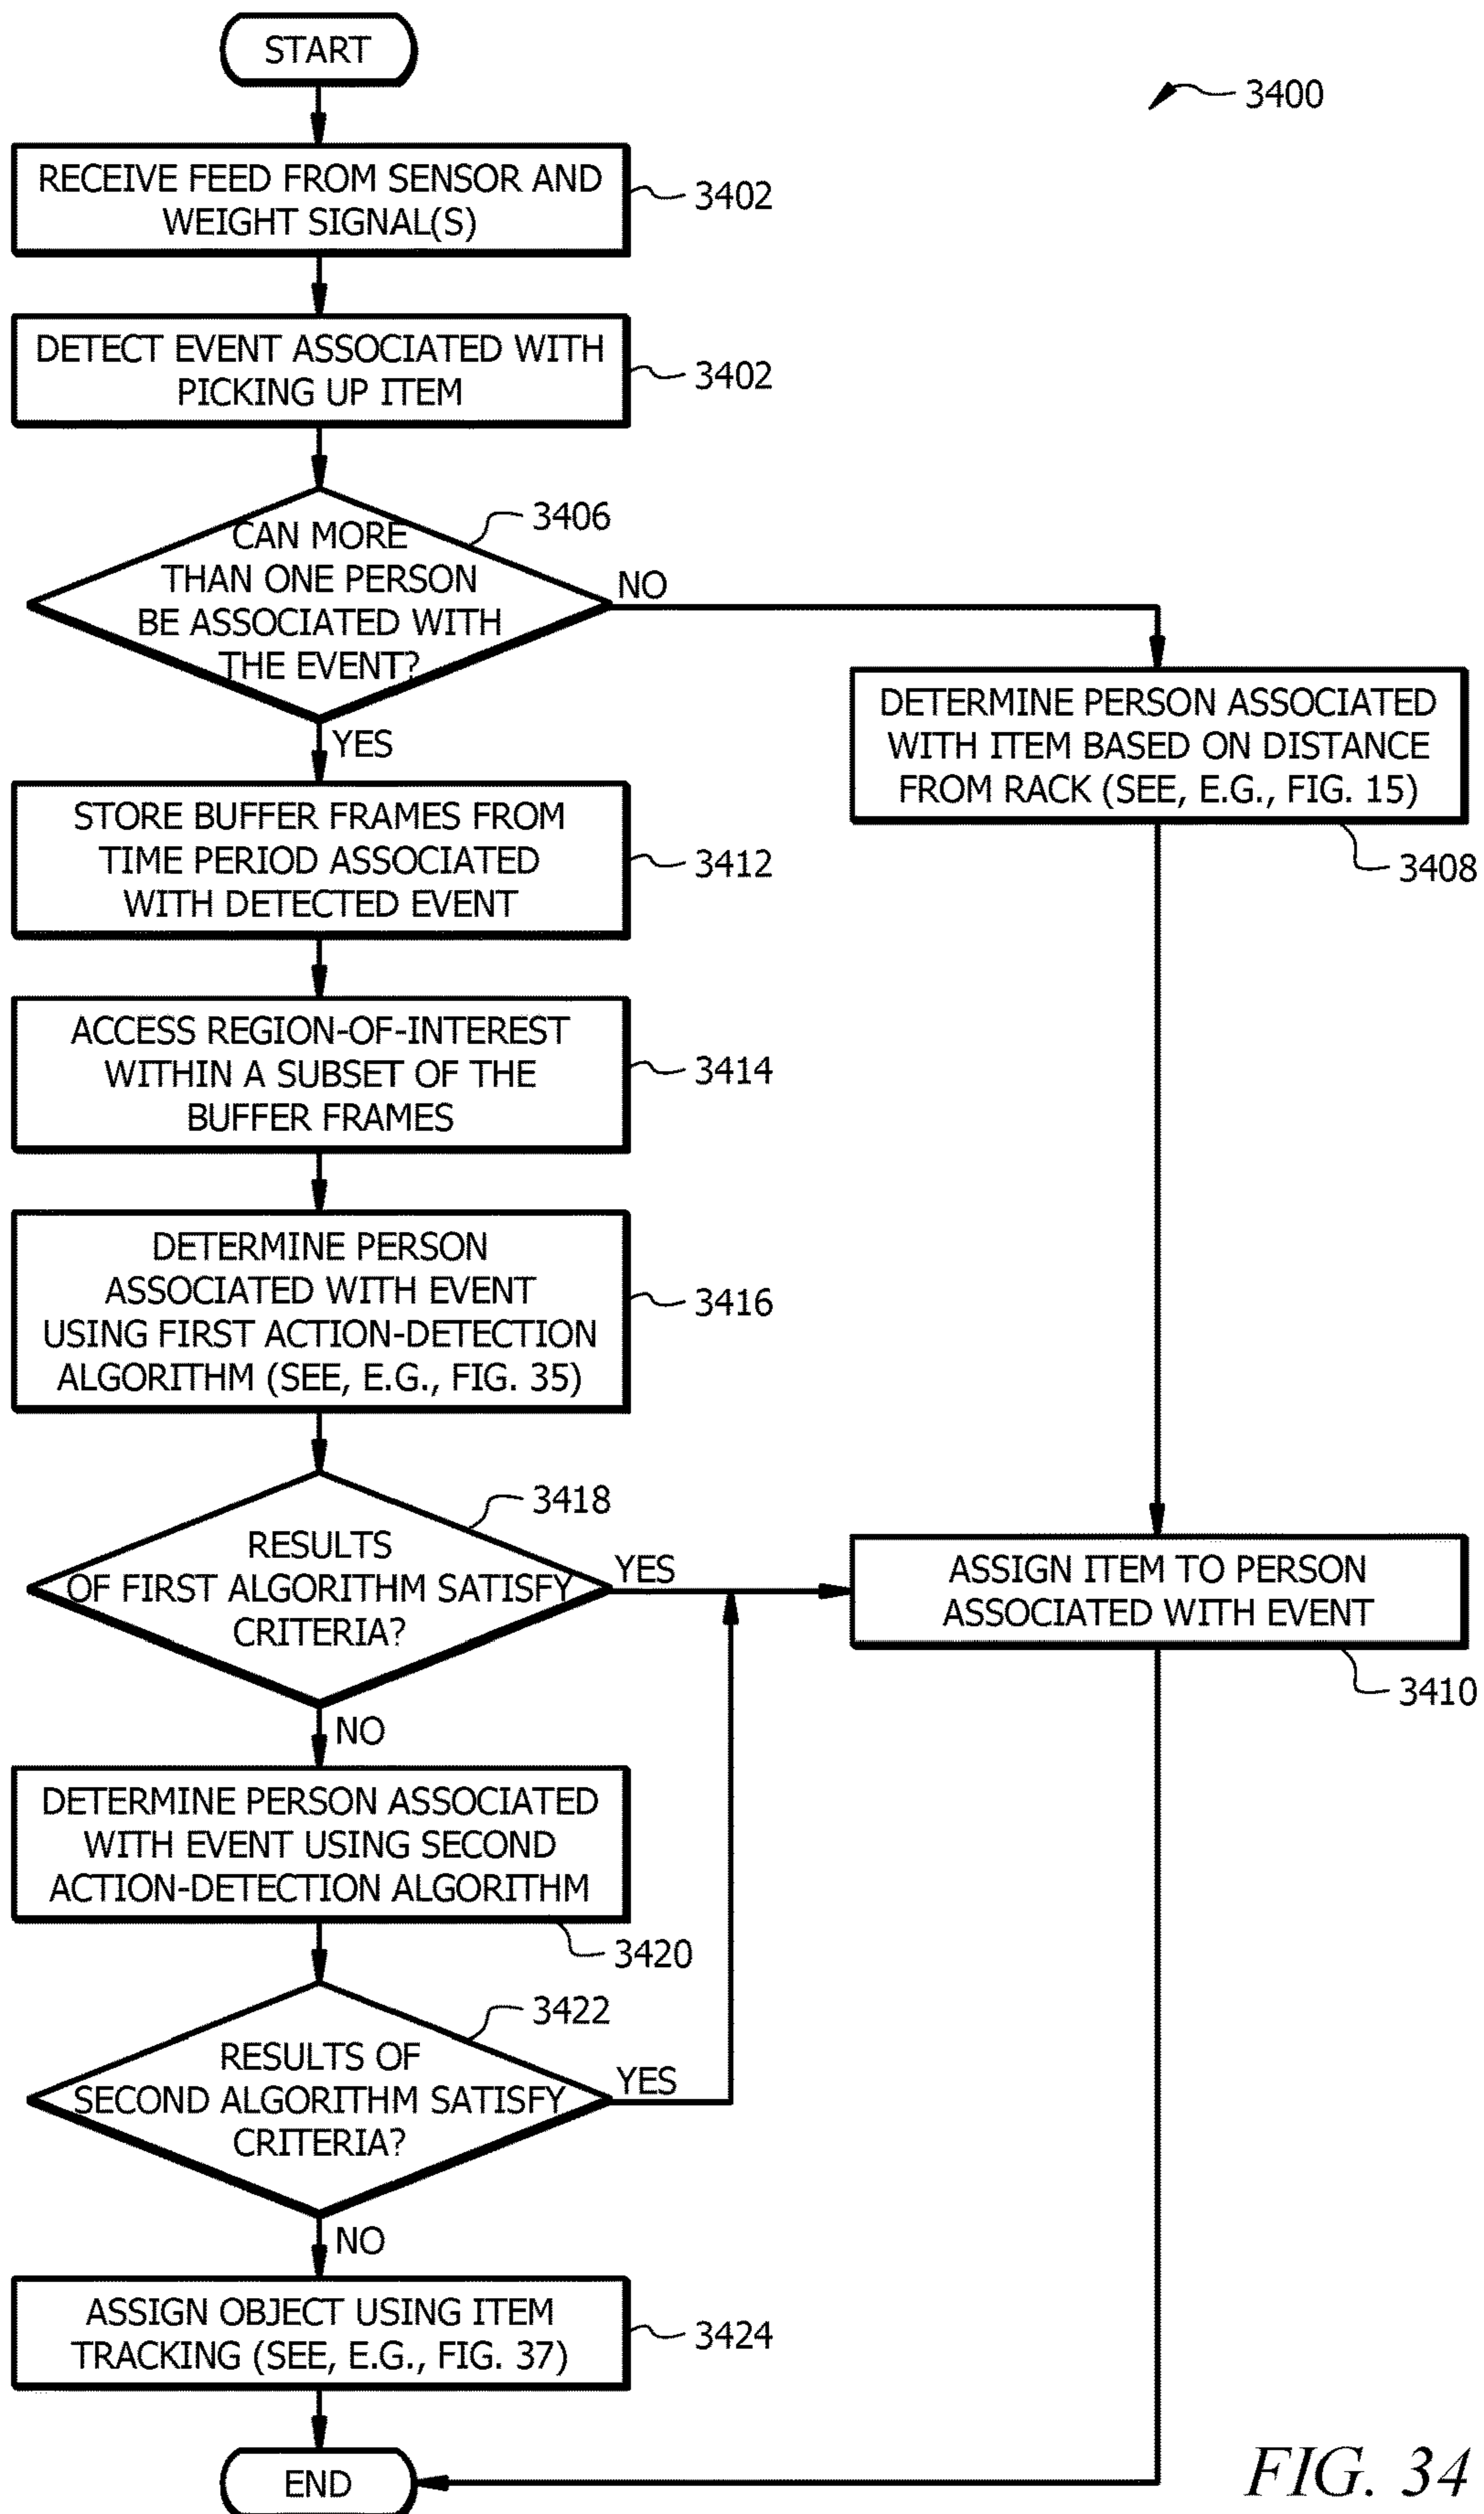 START
3400
RECEIVE FEED FROM SENSOR AND
WEIGHT SIGNAL(S)
3402
DETECT EVENT ASSOCIATED WITH
PICKING UP ITEM
3402
3406
CAN MORE
THAN ONE PERSON
BE ASSOCIATED WITH
THE EVENT?
NO
YES
DETERMINE PERSON ASSOCIATED
WITH ITEM BASED ON DISTANCE
FROM RACK (SEE, E.G., FIG. 15)
3408
STORE BUFFER FRAMES FROM
TIME PERIOD ASSOCIATED
WITH DETECTED EVENT
3412
ACCESS REGION-OF-INTEREST
WITHIN A SUBSET OF THE
BUFFER FRAMES
3414
DETERMINE PERSON
ASSOCIATED WITH EVENT
USING FIRST ACTION-DETECTION
ALGORITHM (SEE, E.G., FIG. 35)
3416
3418
RESULTS
OF FIRST ALGORITHM SATISFY
CRITERIA?
YES
NO
ASSIGN ITEM TO PERSON
ASSOCIATED WITH EVENT
3410
DETERMINE PERSON ASSOCIATED
WITH EVENT USING SECOND
ACTION-DETECTION ALGORITHM
3420
3422
RESULTS OF
SECOND ALGORITHM SATISFY
CRITERIA?
YES
NO
ASSIGN OBJECT USING ITEM
TRACKING (SEE, E.G., FIG. 37)
3424
END
FIG. 34